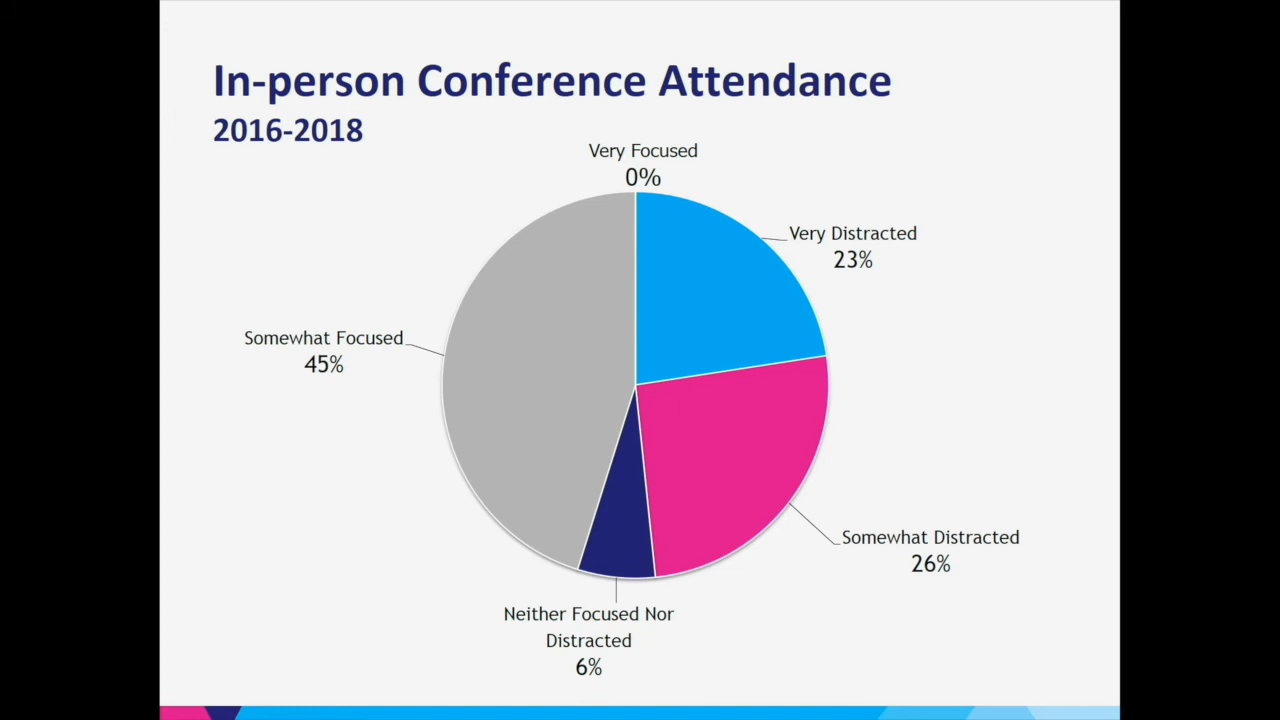 In-person Conference Attendance
2016-2018
Very Focused
0%
Very Distracted
23%
Somewhat Focused
45%
Somewhat Distracted
26%
Neither Focused Nor
Distracted
6%